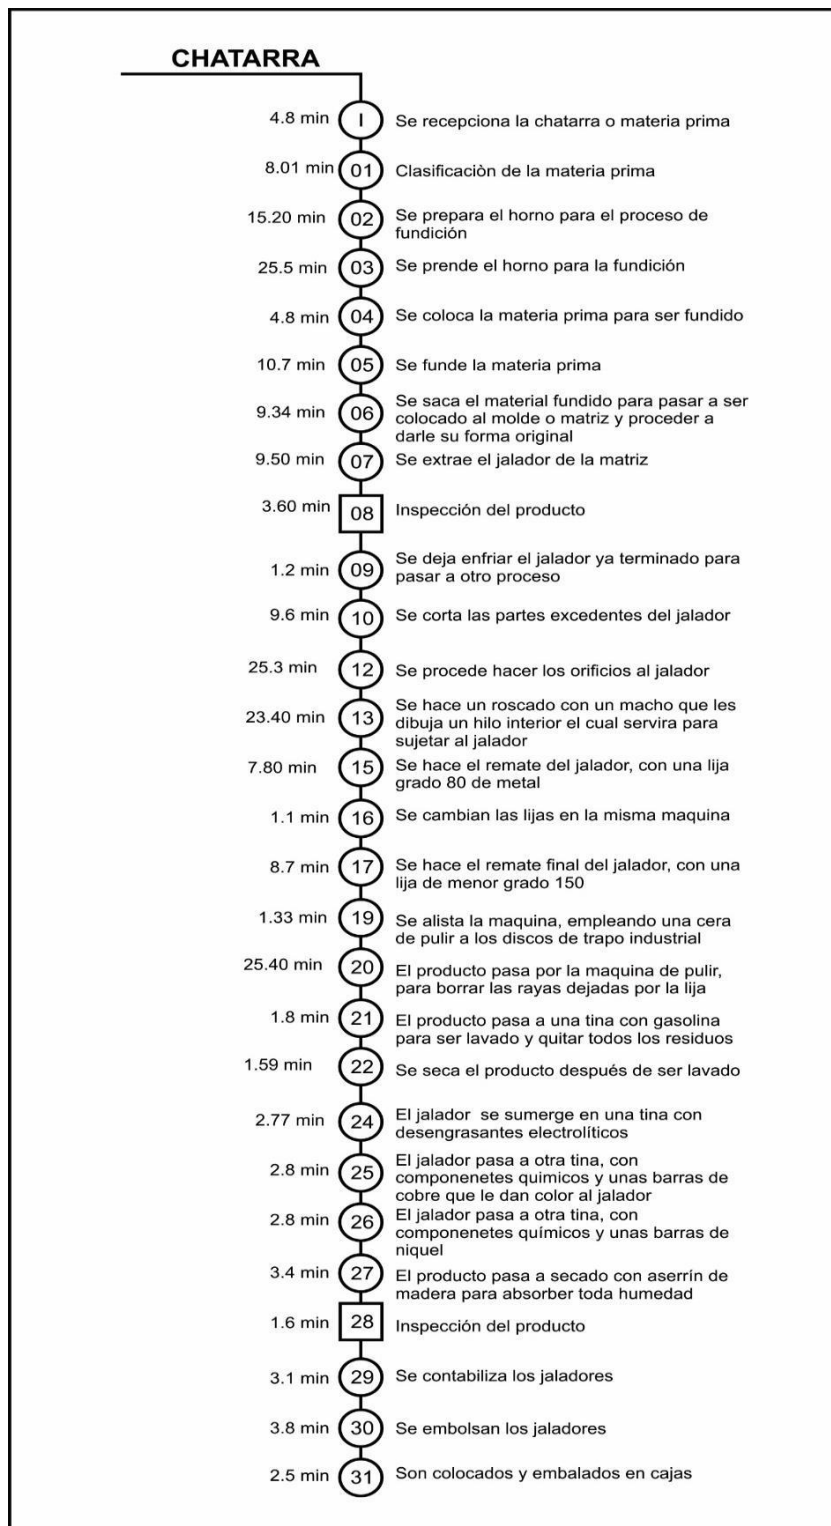 CHATARRA
4.8 min I Se recepciona la chatarra o materia prima
8.01 min 01 Clasificaciòn de la materia prima
15.20 min 02 Se prepara el horno para el proceso de
fundición
25.5 min 03 Se prende el horno para la fundición
4.8 min 04 Se coloca la materia prima para ser fundido
10.7 min 05 Se funde la materia prima
Se saca el material fundido para pasar a ser
9.34 min 06 colocado al molde o matriz y proceder a
darle su forma original
9.50 min 07 Se extrae el jalador de la matriz
3.60 min 08 Inspección del producto
Se deja enfriar el jalador ya terminado para
1.2 min 09 pasar a otro proceso
9.6 min 10 Se corta las partes excedentes del jalador
25.3 min 12 Se procede hacer los orificios al jalador
Se hace un roscado con un macho que les
23.40 min 13 dibuja un hilo interior el cual servira para
sujetar al jalador
7.80 min 15 Se hace el remate del jalador, con una lija
grado 80 de metal
1.1 min 16 Se cambian las lijas en la misma maquina
8.7 min 17 Se hace el remate final del jalador, con una
lija de menor grado 150
1.33 min 19 Se alista la maquina, empleando una cera
de pulir a los discos de trapo industrial
25.40 min 20 El producto pasa por la maquina de pulir,
para borrar las rayas dejadas por la lija
1.8 min 21 El producto pasa a una tina con gasolina
para ser lavado y quitar todos los residuos
1.59 min 22 Se seca el producto después de ser lavado
2.77 min 24 El jalador se sumerge en una tina con
desengrasantes electrolíticos
El jalador pasa a otra tina, con
2.8 min 25 componenetes quimicos y unas barras de
cobre que le dan color al jalador
El jalador pasa a otra tina, con
2.8 min 26 componenetes químicos y unas barras de
niquel
3.4 min 27 El producto pasa a secado con aserrín de
madera para absorber toda humedad
1.6 min 28 Inspección del producto
3.1 min 29 Se contabiliza los jaladores
3.8 min 30 Se embolsan los jaladores
2.5 min 31 Son colocados y embalados en cajas